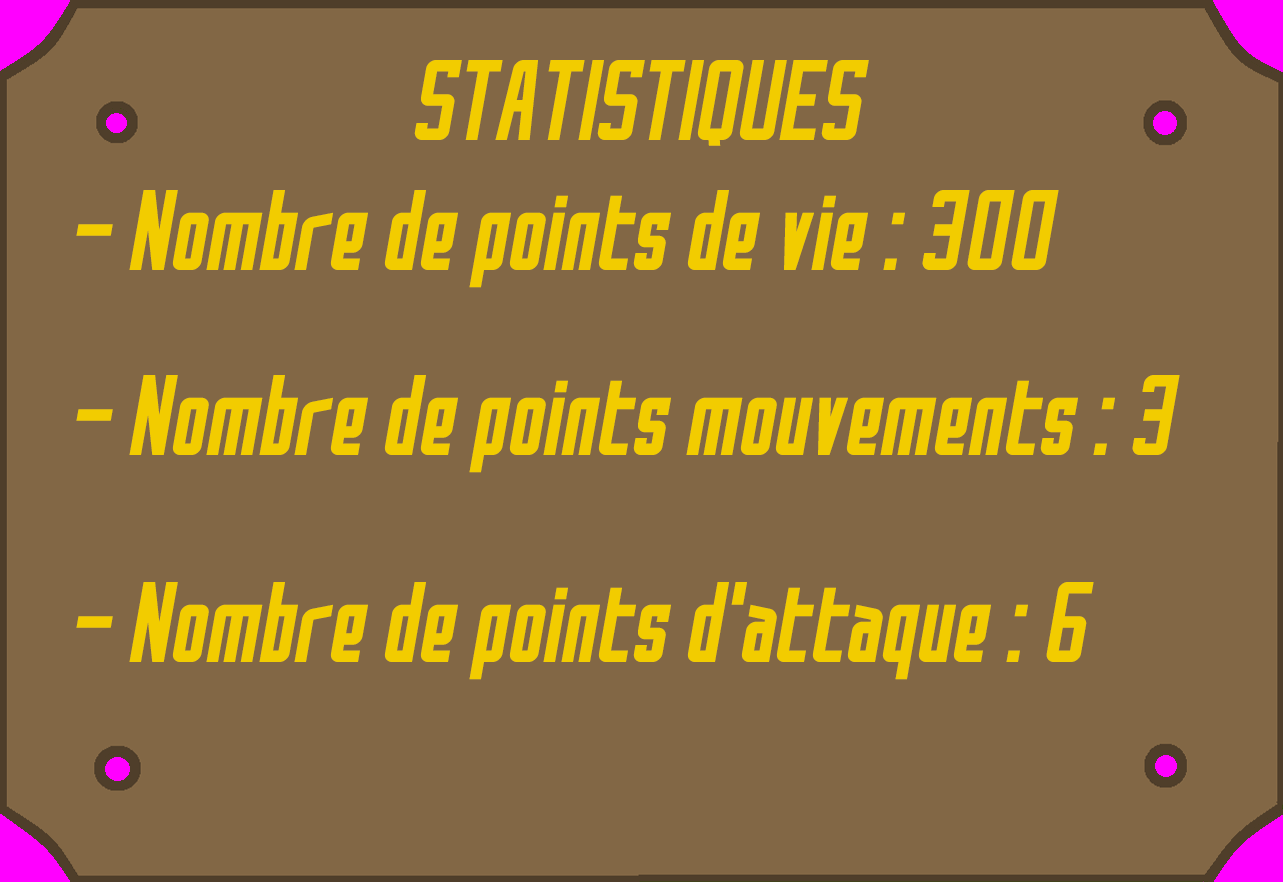 STATISTIQUES
- Nombre de points de vie : 300
- Nombre de points mouvements : 3
- Nombre de points d'attaque : 6